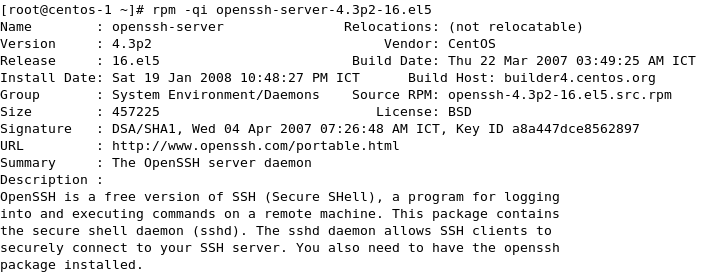 [root@centos-1 ~]# rpm -qi openssh-server-4.3p2-16.el5
Name        : openssh-server               Relocations: (not relocatable)
Version     : 4.3p2                             Vendor: CentOS
Release     : 16.el5                        Build Date: Thu 22 Mar 2007 03:49:25 AM ICT
Install Date: Sat 19 Jan 2008 10:48:27 PM ICT      Build Host: builder4.centos.org
Group       : System Environment/Daemons    Source RPM: openssh-4.3p2-16.el5.src.rpm
Size        : 457225                           License: BSD
Signature   : DSA/SHA1, Wed 04 Apr 2007 07:26:48 AM ICT, Key ID a8a447dce8562897
URL         : http://www.openssh.com/portable.html
Summary     : The OpenSSH server daemon
Description :
OpenSSH is a free version of SSH (Secure SHell), a program for logging
into and executing commands on a remote machine. This package contains
the secure shell daemon (sshd). The sshd daemon allows SSH clients to
securely connect to your SSH server. You also need to have the openssh
package installed.